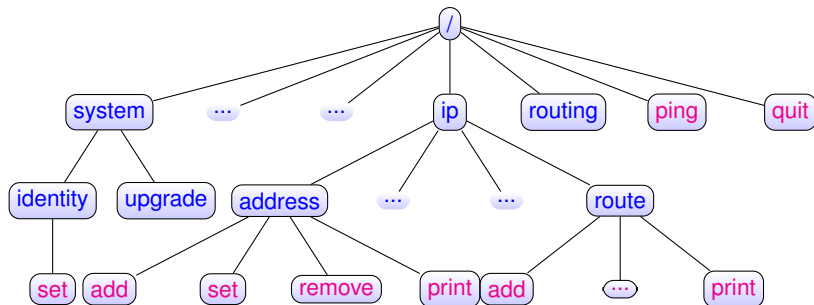 /
system ... ... ip routing ping quit
identity upgrade address ... ... route
set add set remove print add ... print